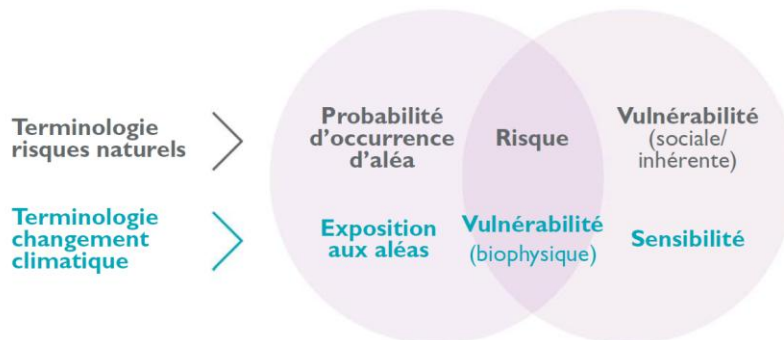 Terminologie
risques naturels
Probabilité
d'occurrence
d'aléa
Risque
Vulnérabilité
(sociale/
inhérente)
Terminologie
changement
climatique
Exposition
aux aléas
Vulnérabilité
(biophysique)
Sensibilité